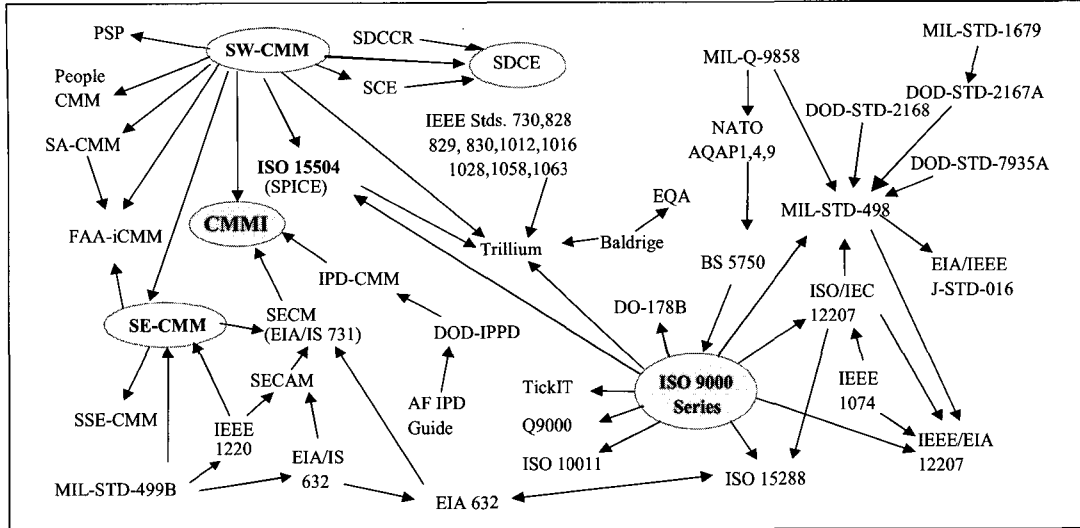 PSP
SW-CMM
SDCCR
SDCE
SCE
MIL-STD-1679
MIL-Q-9858
People
CMM
DOD-STD-2167A
DOD-STD-2168
SA-CMM
IEEE Stds. 730,828
829, 830,1012,1016
1028,1058,1063
NATO
AQAP1,4,9
DOD-STD-7935A
ISO 15504
(SPICE)
EQA
MIL-STD-498
CMMI
FAA-iCMM
Trillium
Baldrige
BS 5750
EIA/IEEE
J-STD-016
IPD-CMM
ISO/IEC
12207
DO-178B
SE-CMM
SECM
(EIA/IS 731)
DOD-IPPD
SECAM
TickIT
ISO 9000
Series
IEEE
1074
SSE-CMM
IEEE
1220
AF IPD
Guide
Q9000
IEEE/EIA
12207
EIA/IS
632
ISO 10011
ISO 15288
MIL-STD-499B
EIA 632